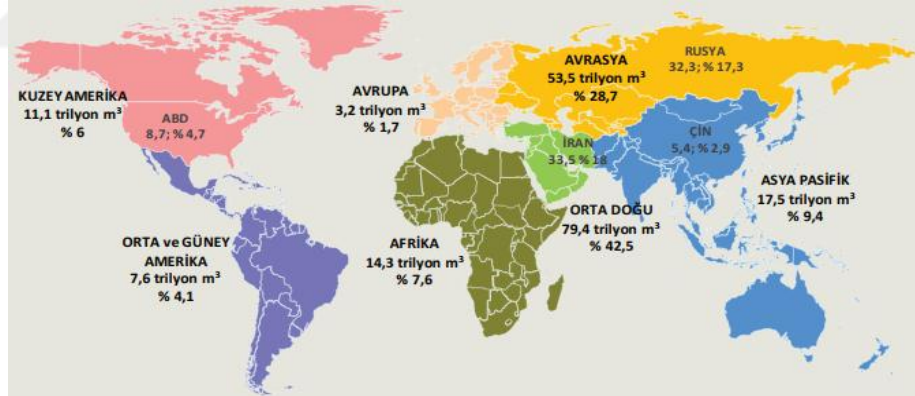 KUZEY AMERİKA
11,1 trilyon m³
% 6
ABD
8,7; % 4,7
AVRUPA
3,2 trilyon m³
% 1,7
AVRASYA
53,5 trilyon m³
% 28,7
RUSYA
32,3; % 17,3
İRAN
33,5 % 18
ÇİN
5,4; % 2,9
ASYA PASİFİK
17,5 trilyon m³
% 9,4
ORTA DOĞU
79,4 trilyon m³
% 42,5
AFRİKA
14,3 trilyon m³
% 7,6
ORTA ve GÜNEY
AMERİKA
7,6 trilyon m³
% 4,1